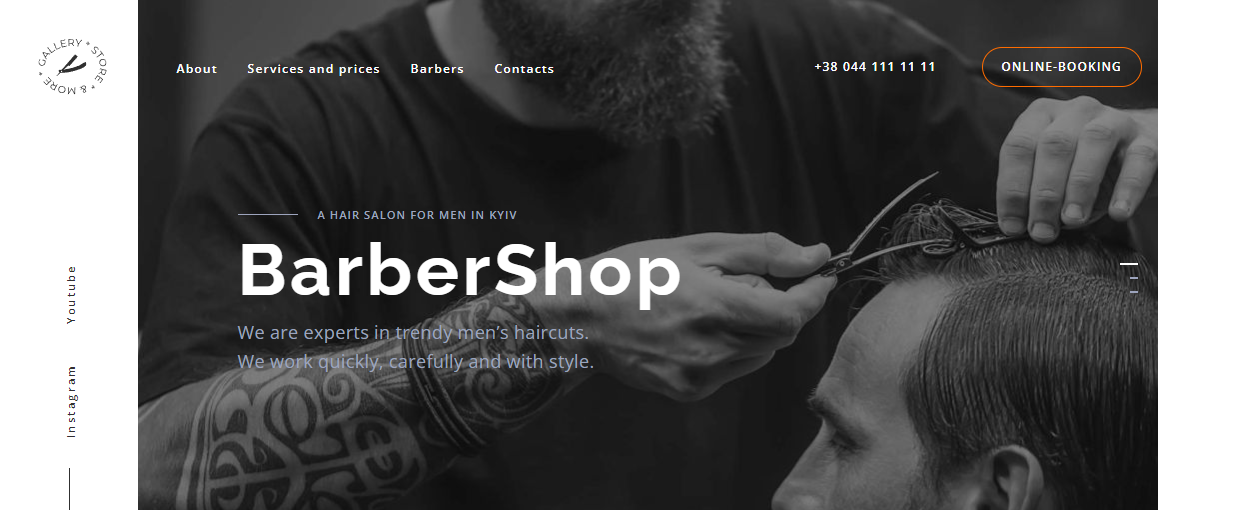 GALLERY * STORE * & MORE *
About
Services and prices
Barbers
Contacts
+38 044 111 11 11
ONLINE-BOOKING
A HAIR SALON FOR MEN IN KYIV
BarberShop
We are experts in trendy men’s haircuts.
We work quickly, carefully and with style.
Youtube
Instagram